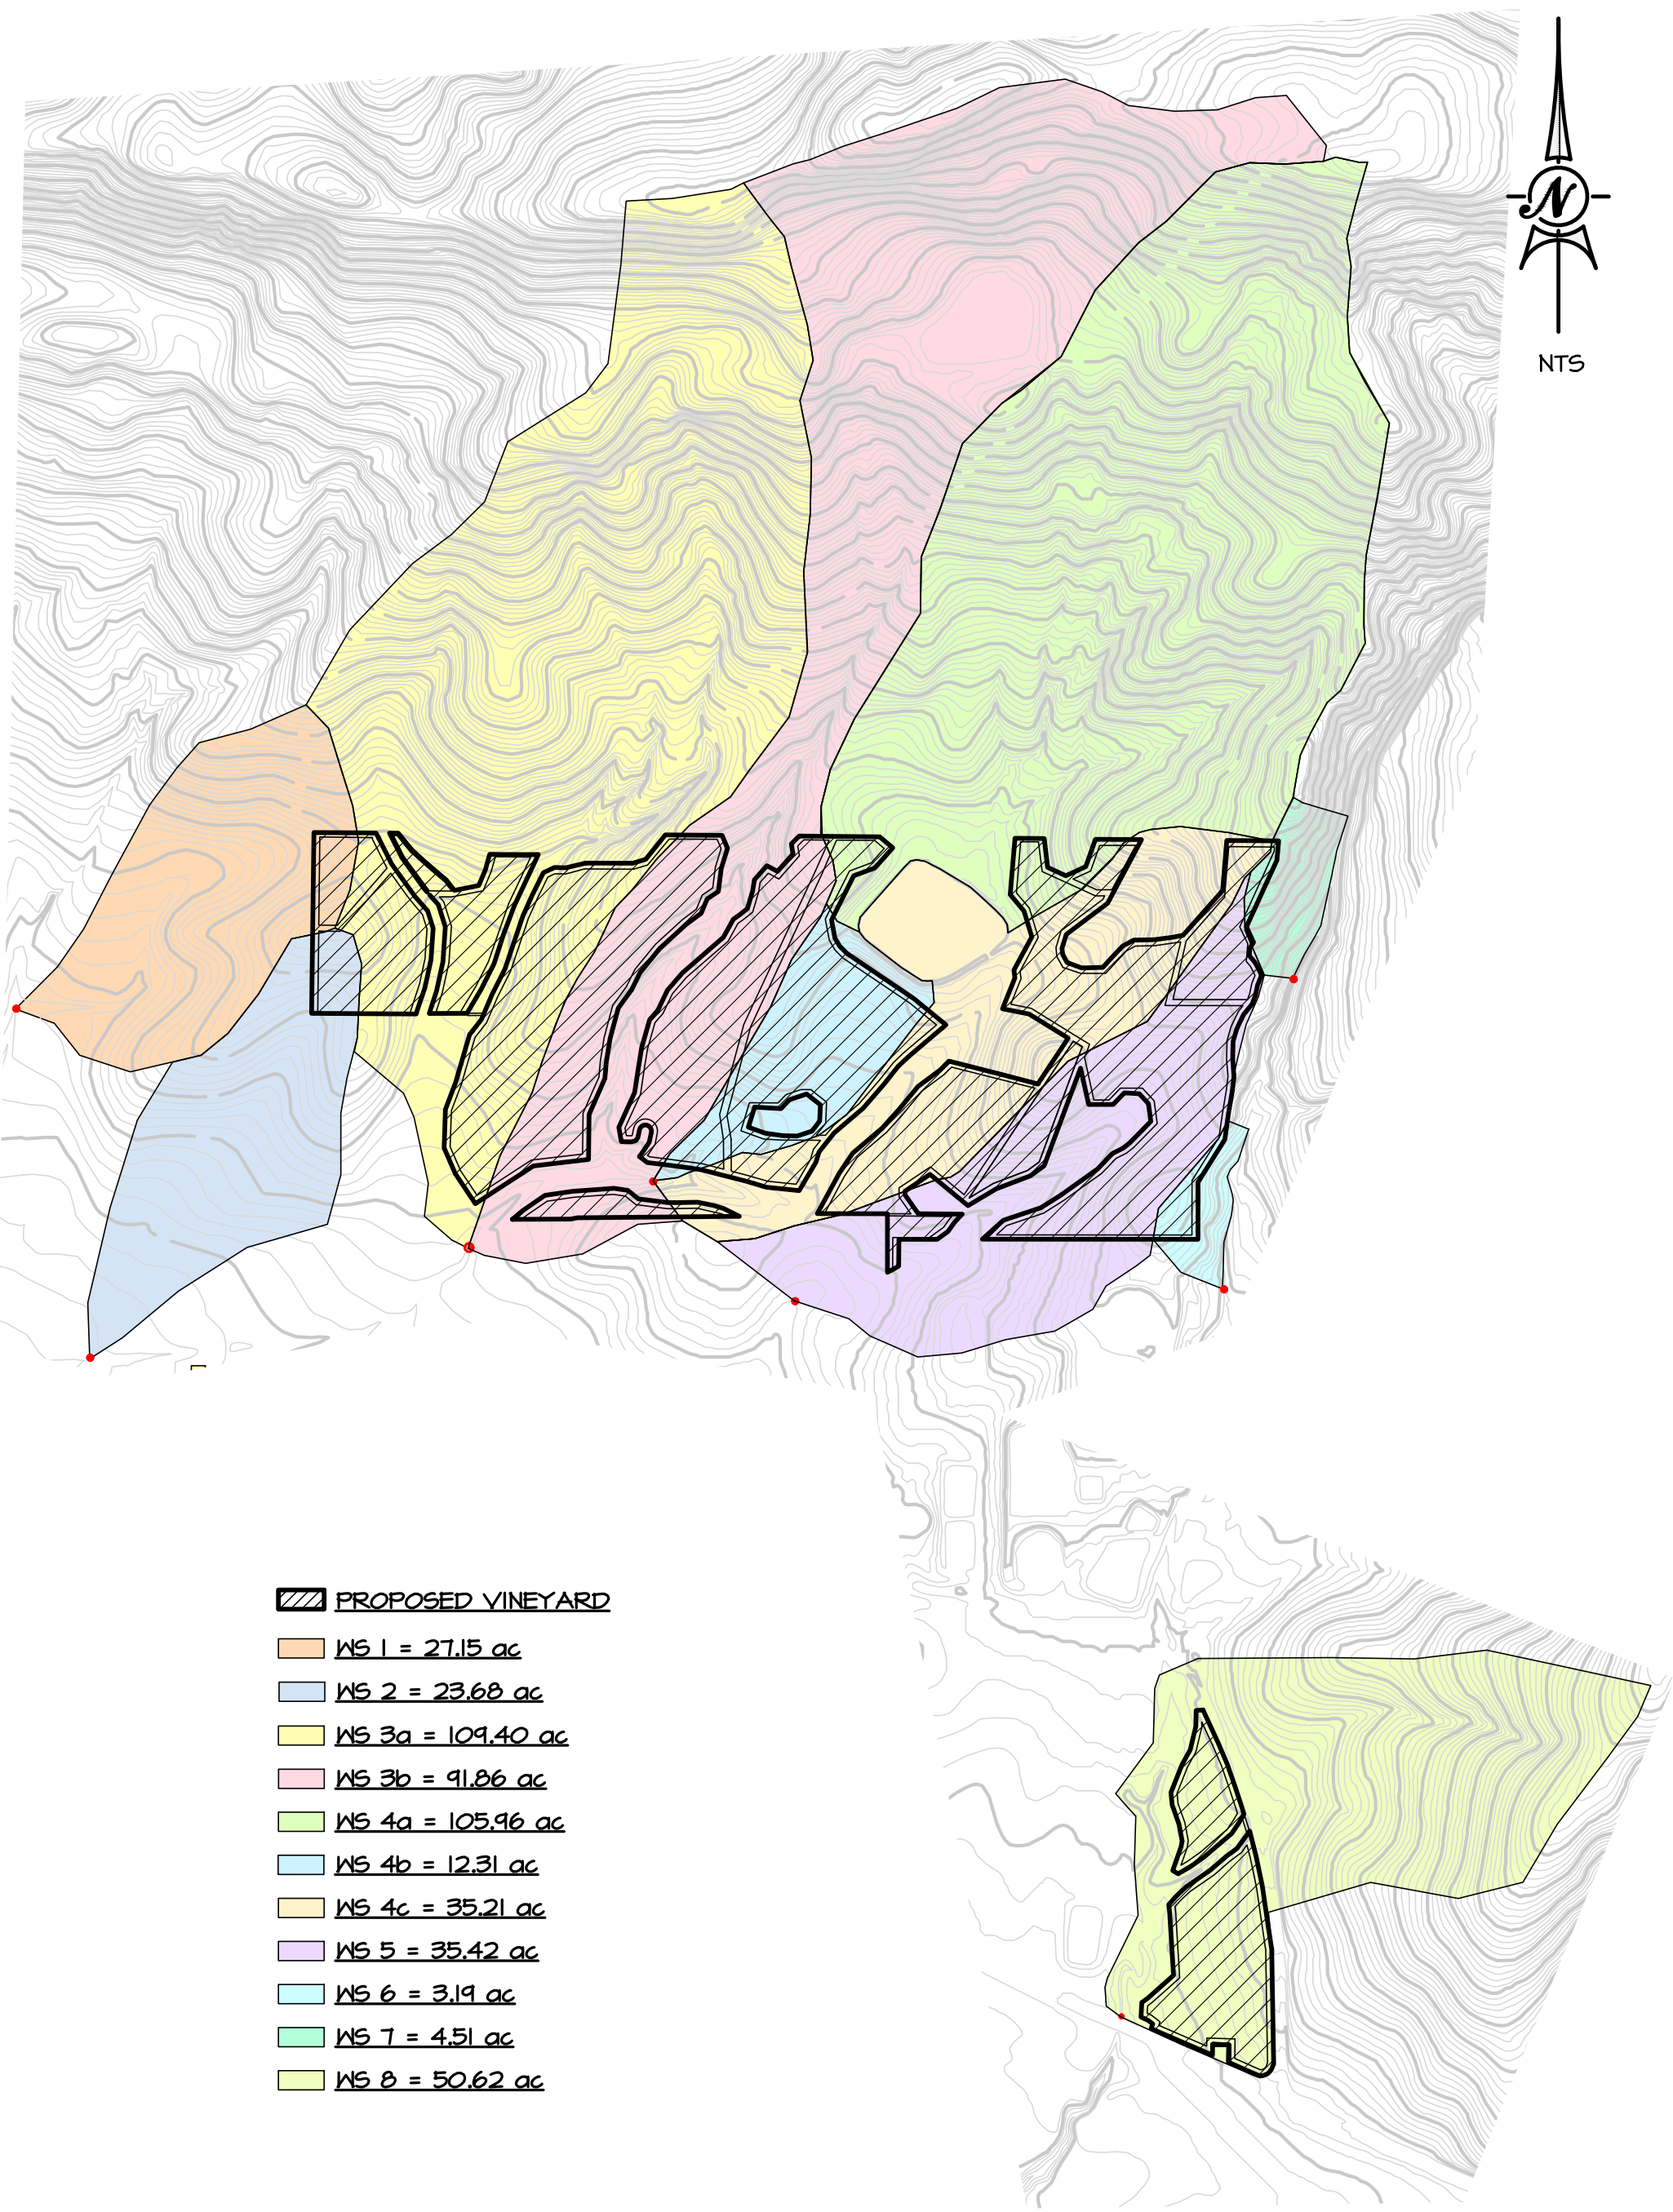 N
NTS
PROPOSED VINEYARD
WS 1 = 27.15 ac
WS 2 = 23.68 ac
WS 3a = 109.40 ac
WS 3b = 91.86 ac
WS 4a = 105.96 ac
WS 4b = 12.31 ac
WS 4c = 35.21 ac
WS 5 = 35.42 ac
WS 6 = 3.19 ac
WS 7 = 4.51 ac
WS 8 = 50.62 ac